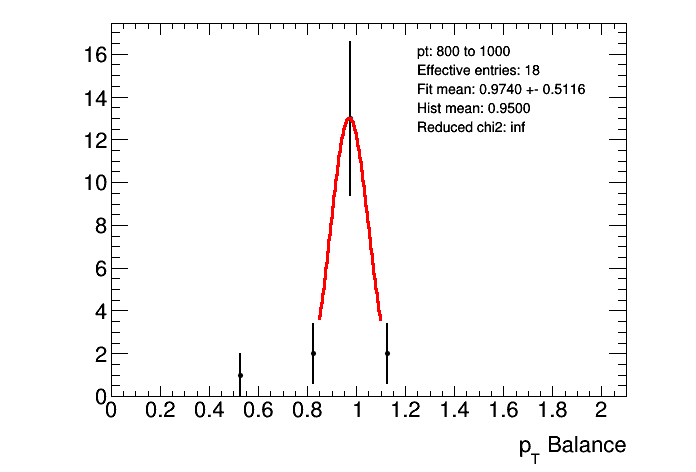 pt: 800 to 1000
Effective entries: 18
Fit mean: 0.9740 +- 0.5116
Hist mean: 0.9500
Reduced chi2: inf
16
14
12
10
8
6
4
2
0
0 0.2 0.4 0.6 0.8 1 1.2 1.4 1.6 1.8 2
pT Balance